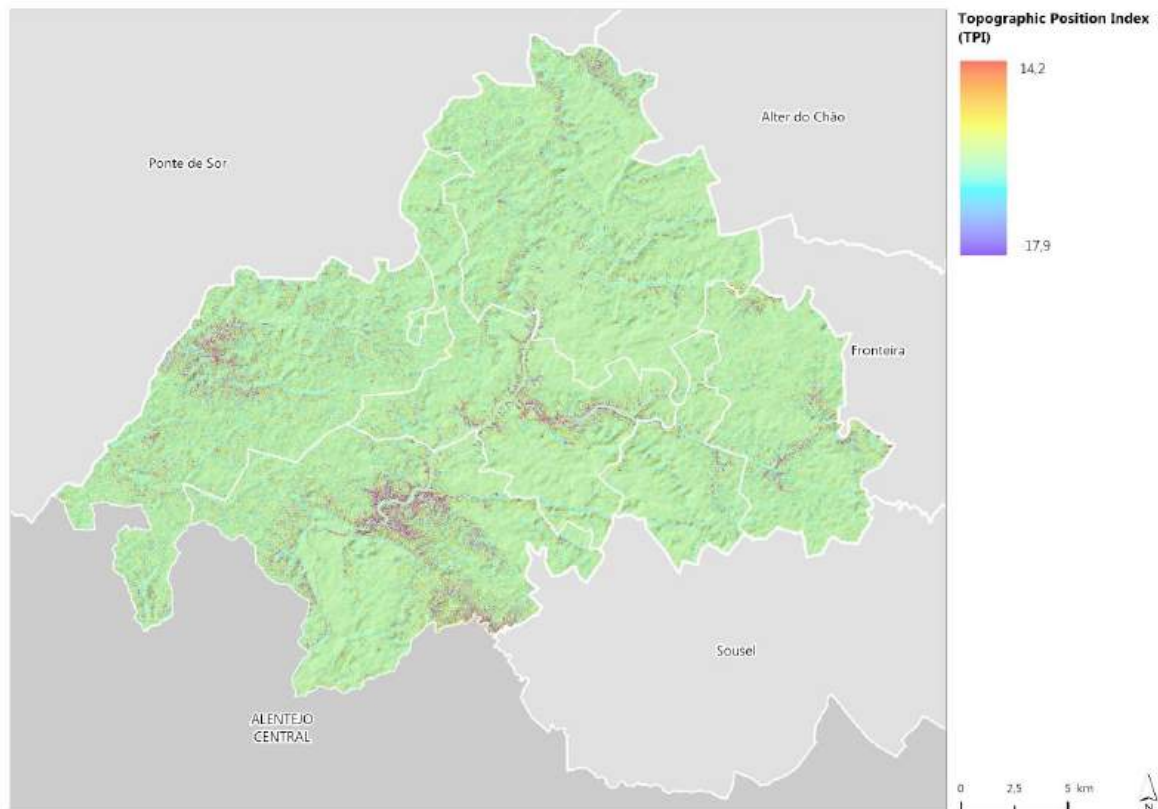 Topographic Position Index
(TPI)
14,2
-17,9
Alter do Chão
Ponte de Sor
Fronteira
Sousel
ALENTEJO
CENTRAL
0 2,5 5 km
N